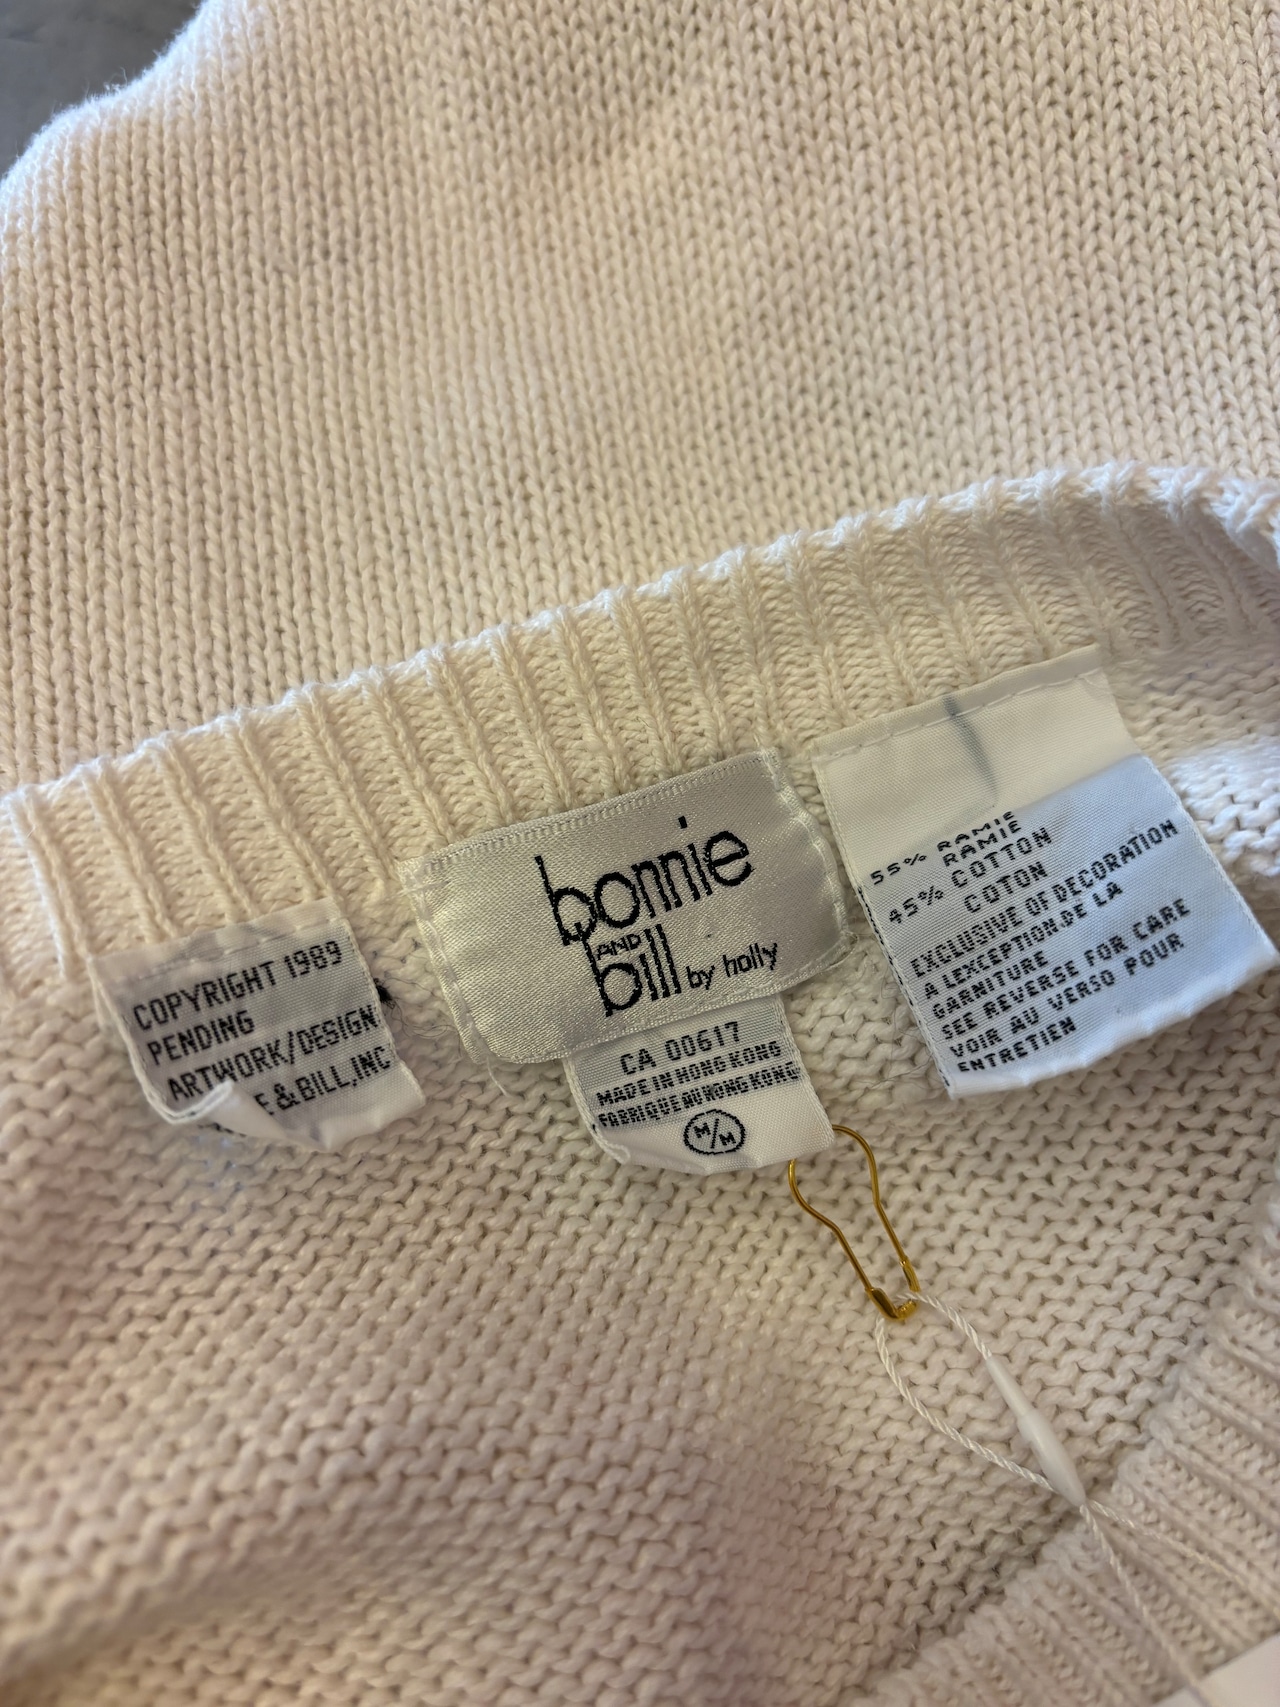 COPYRIGHT 1989
PENDING
ARTWORK/DESIGN
E & BILL, INC
bonnie
AND
bill by holly
CA 00617
MADE IN HONG KONG
FABRIQUE AU HONG KONG
M/M
55% RAMIE
RAMIE
45% COTTON
COTON
EXCLUSIVE OF DECORATION
A LEXCEPTION.DE LA
GARNITURE
SEE REVERSE FOR CARE
VOIR AU VERSO POUR
ENTRETIEN